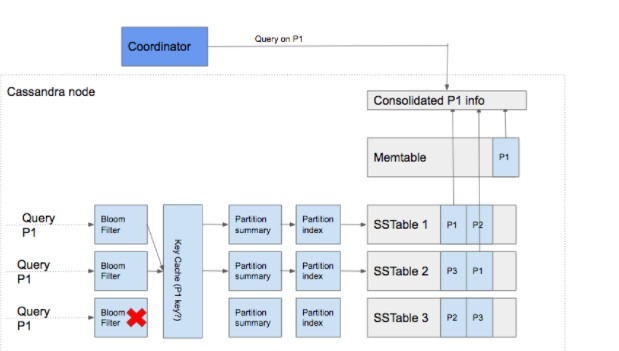 Query on P1
Coordinator
Cassandra node
Consolidated P1 info
Memtable
P1
Query
P1
Bloom
Filter
Key Cache (P1 key?)
Partition
summary
Partition
index
SSTable 1
P1
P2
Query
P1
Bloom
Filter
Partition
summary
Partition
index
SSTable 2
P3
P1
Query
P1
Bloom
Filter
Partition
summary
Partition
index
SSTable 3
P2
P3